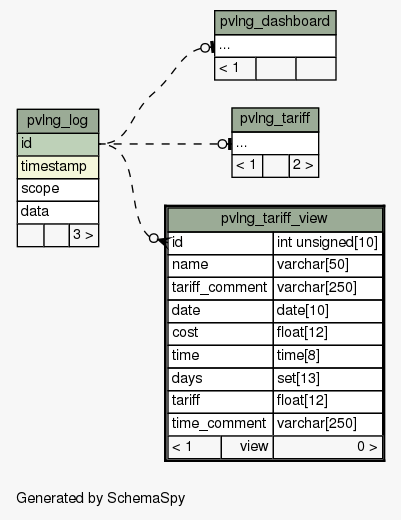 pvlng_dashboard
...
< 1
pvlng_log
id
timestamp
scope
data
3 >
pvlng_tariff
...
< 1 2 >
pvlng_tariff_view
id int unsigned[10]
name varchar[50]
tariff_comment varchar[250]
date date[10]
cost float[12]
time time[8]
days set[13]
tariff float[12]
time_comment varchar[250]
< 1 view 0 >
Generated by SchemaSpy